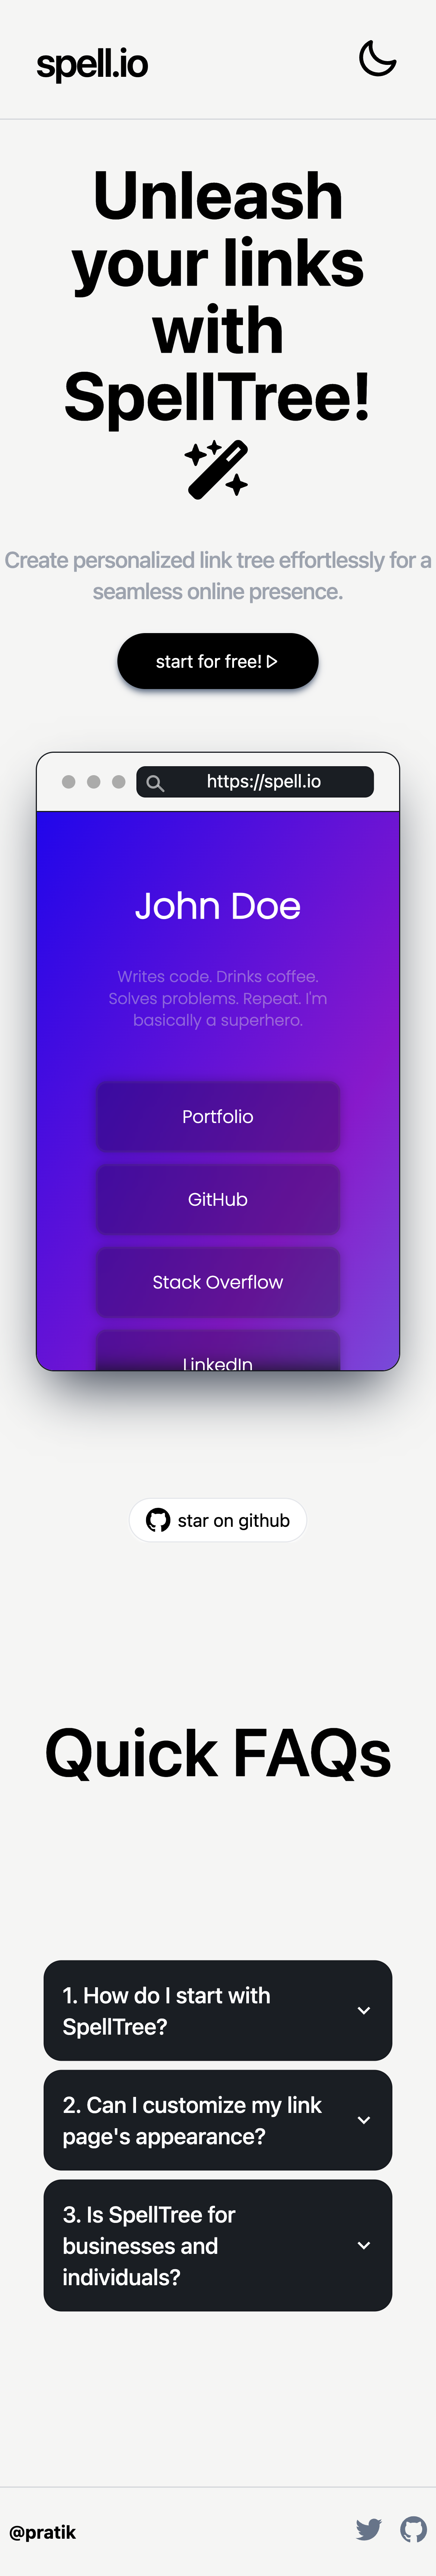 spell.io
Unleash
your links
with
SpellTree!
Create personalized link tree effortlessly for a
seamless online presence.
start for free!
https://spell.io
John Doe
Writes code. Drinks coffee.
Solves problems. Repeat. I'm
basically a superhero.
Portfolio
GitHub
Stack Overflow
LinkedIn
star on github
Quick FAQs
1. How do I start with
SpellTree?
2. Can I customize my link
page's appearance?
3. Is SpellTree for
businesses and
individuals?
@pratik